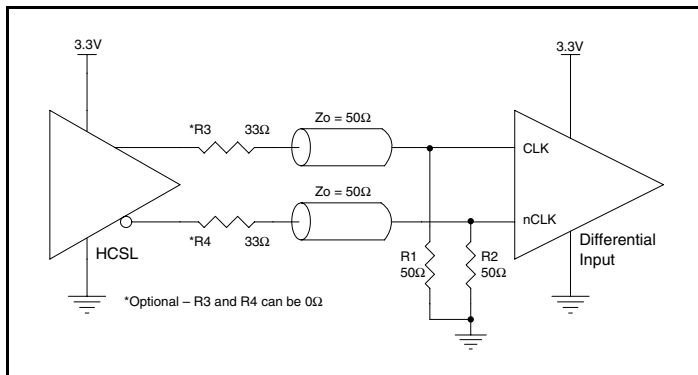 3.3V
3.3V
*R3 33Ω
Zo = 50Ω
CLK
Zo = 50Ω
nCLK
*R4 33Ω
HCSL
R1
50Ω
R2
50Ω
Differential
Input
*Optional – R3 and R4 can be 0Ω